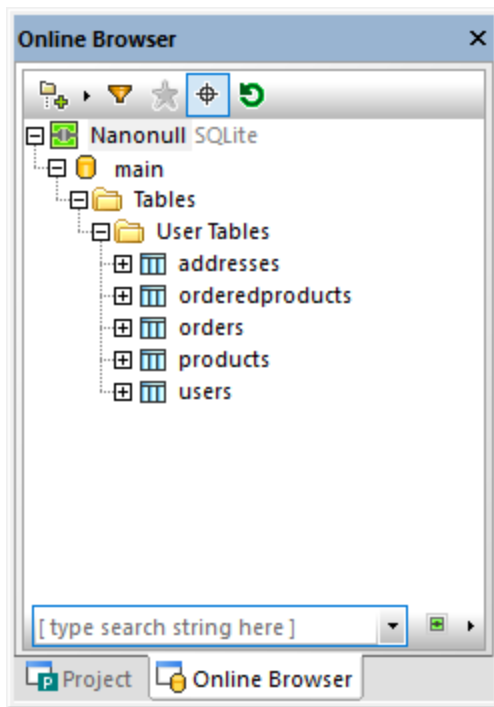 Online Browser
Nanonull SQLite
main
Tables
User Tables
addresses
orderedproducts
orders
products
users
[ type search string here ]
Project Online Browser